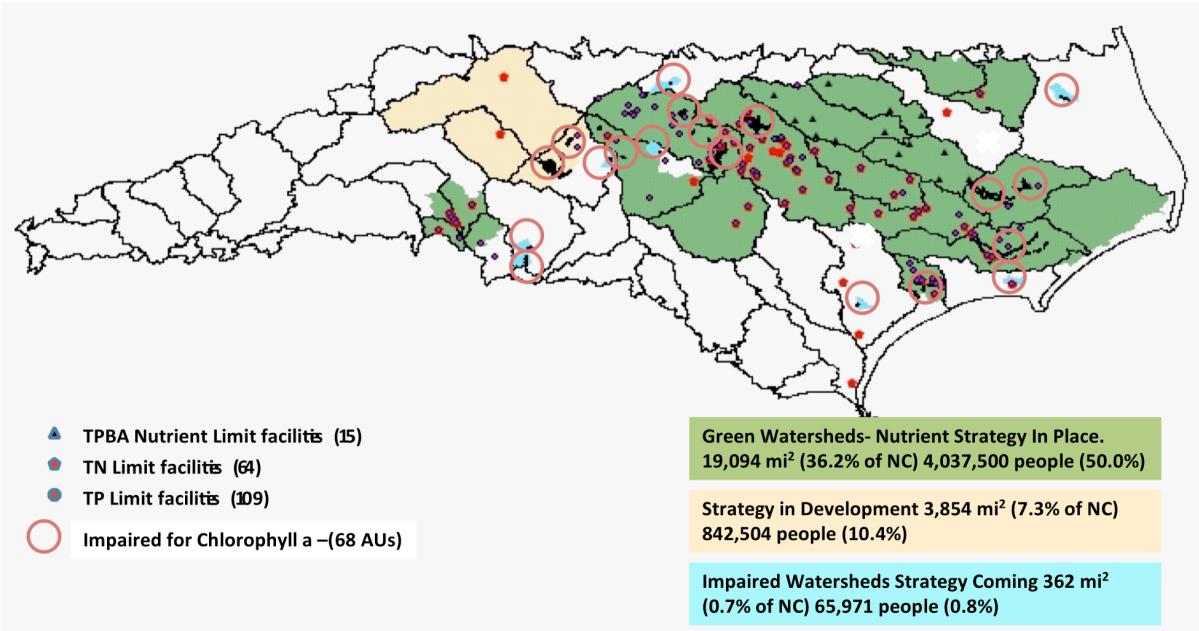 TPBA Nutrient Limit facilitis (15)
TN Limit facilitis (64)
TP Limit facilitis (109)
Impaired for Chlorophyll a –(68 AUs)
Green Watersheds- Nutrient Strategy In Place.
19,094 mi² (36.2% of NC) 4,037,500 people (50.0%)
Strategy in Development 3,854 mi² (7.3% of NC)
842,504 people (10.4%)
Impaired Watersheds Strategy Coming 362 mi²
(0.7% of NC) 65,971 people (0.8%)